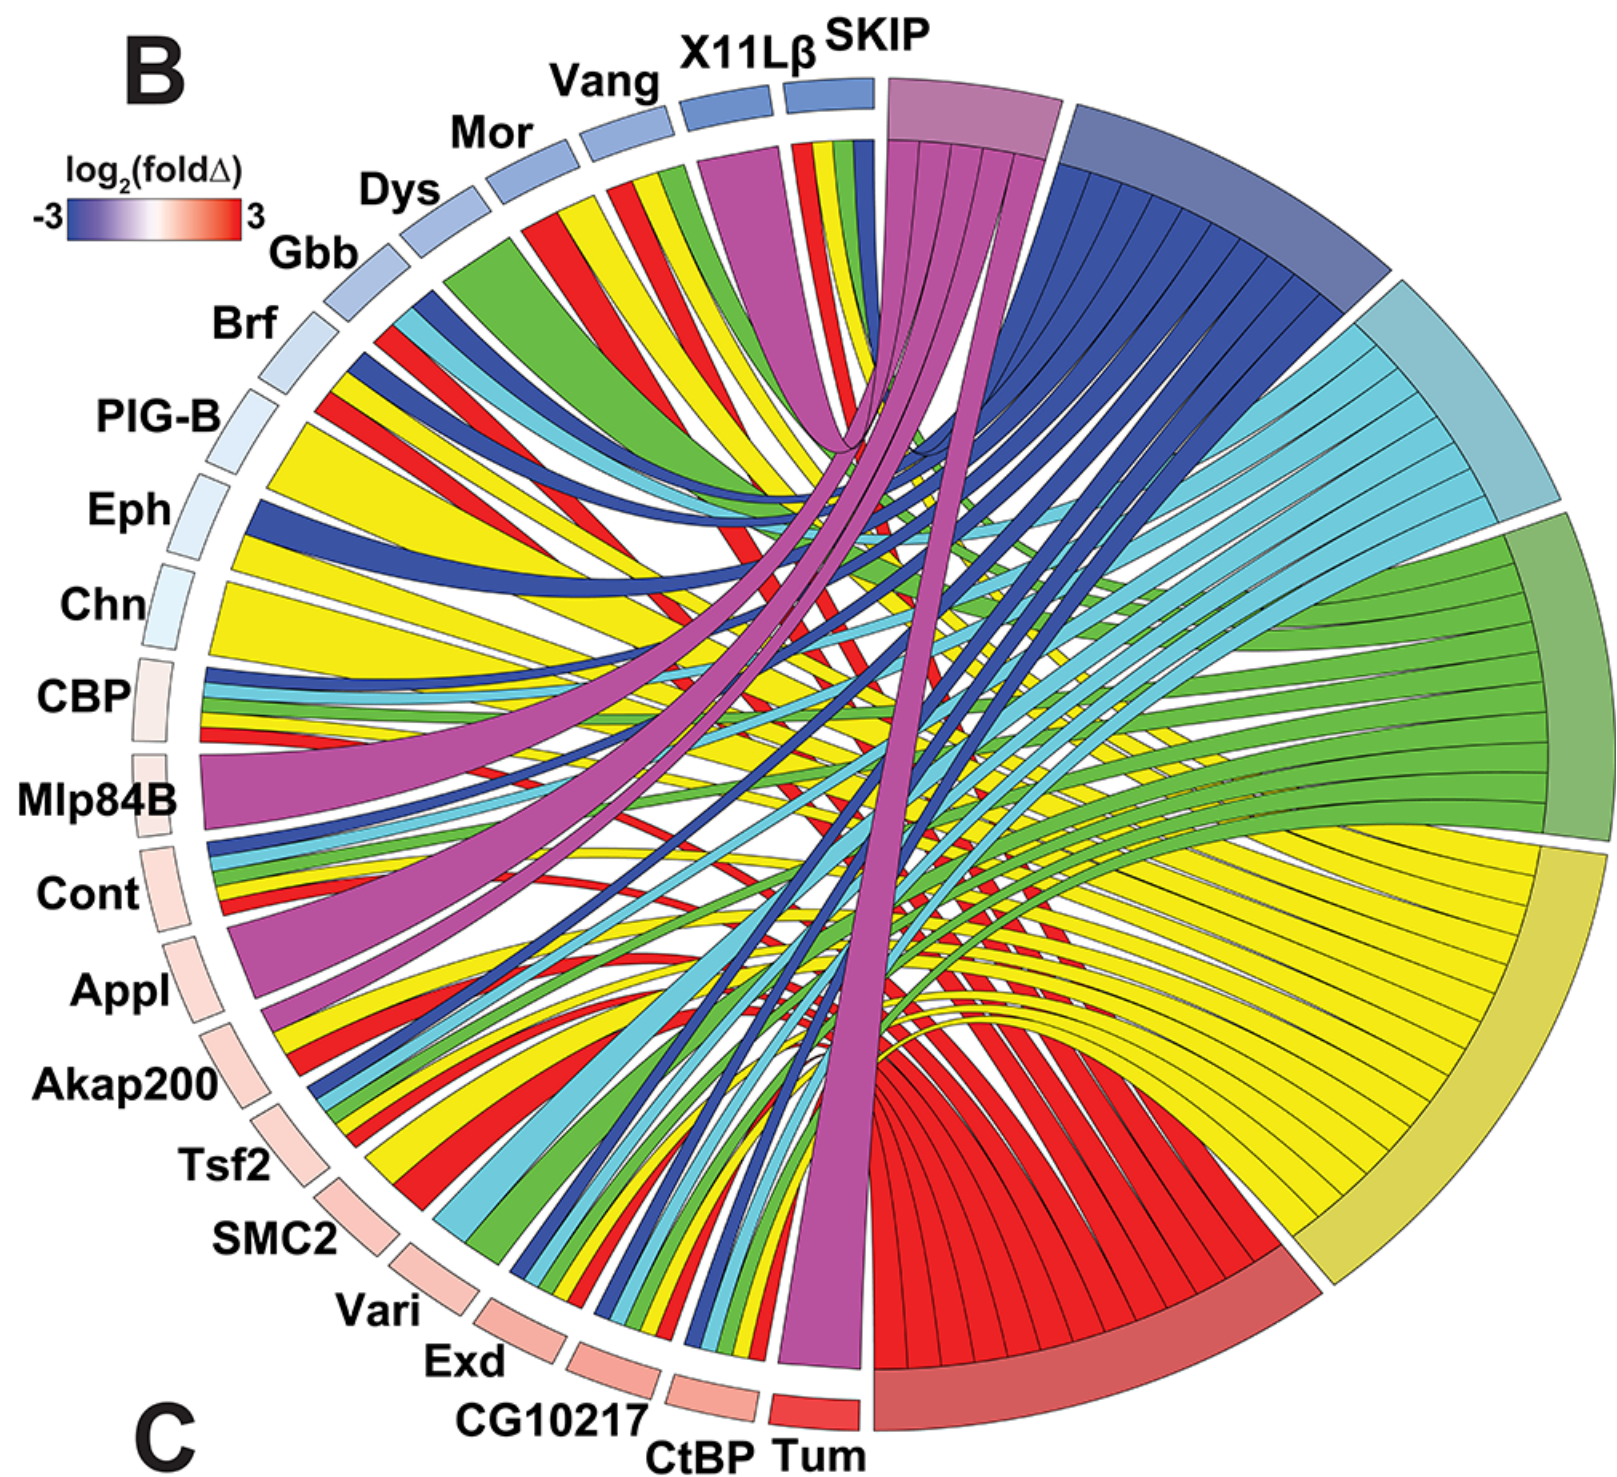 B
log2(foldΔ)
-3 3
SKIP
X11Lβ
Vang
Mor
Dys
Gbb
Brf
PIG-B
Eph
Chn
CBP
Mlp84B
Cont
Appl
Akap200
Tsf2
SMC2
Vari
Exd
CG10217
CtBP
Tum
C